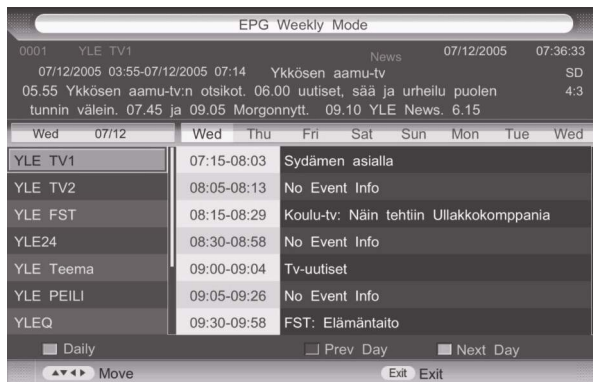 EPG Weekly Mode
0001 YLE TV1 News 07/12/2005 07:36:33
07/12/2005 03:55-07/12/2005 07:14 Ykkösen aamu-tv SD
05.55 Ykkösen aamu-tv:n otsikot. 06.00 uutiset, sää ja urheilu puolen 4:3
tunnin välein. 07.45 ja 09.05 Morgonnytt. 09.10 YLE News. 6.15
Wed 07/12 Wed Thu Fri Sat Sun Mon Tue Wed
YLE TV1 07:15-08:03 Sydämen asialla
YLE TV2 08:05-08:13 No Event Info
YLE FST 08:15-08:29 Koulu-tv: Näin tehtiin Ullakkokomppania
YLE24 08:30-08:58 No Event Info
YLE Teema 09:00-09:04 Tv-uutiset
YLE PEILI 09:05-09:26 No Event Info
YLEQ 09:30-09:58 FST: Elämäntaito
Daily Prev Day Next Day
▲▼◄► Move Exit Exit